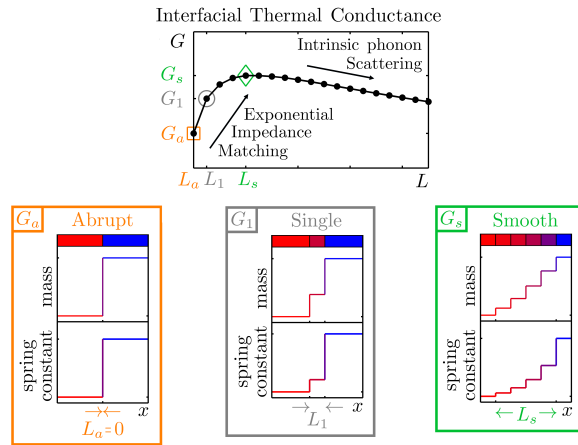 Interfacial Thermal Conductance
G
Intrinsic phonon
Scattering
G_s
G_1
Exponential
Impedance
Matching
G_a
L_a L_1 L_s L
G_a Abrupt
mass
spring
constant
x
L_a=0
G_1 Single
mass
spring
constant
x
L_1
G_s Smooth
mass
spring
constant
x
L_s